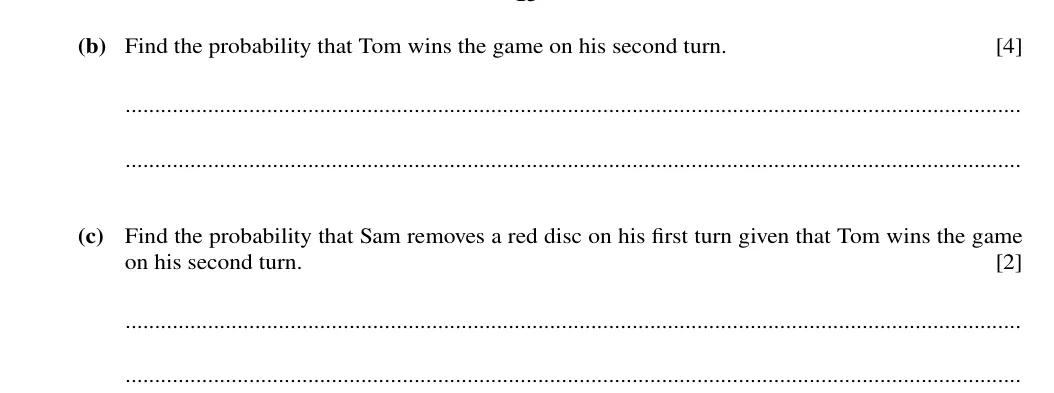 (b) Find the probability that Tom wins the game on his second turn. [4]
(c) Find the probability that Sam removes a red disc on his first turn given that Tom wins the game
on his second turn. [2]